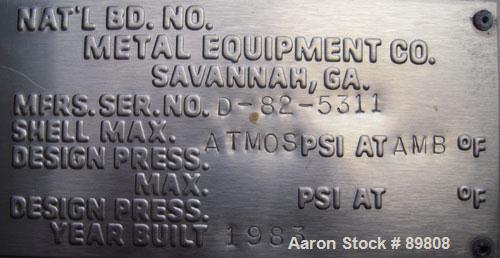 NAT'L BD. NO.
METAL EQUIPMENT CO.
SAVANNAH, GA.
MFRS. SER. NO. D-82-5311
SHELL MAX.
DESIGN PRESS. ATMOS PSI AT AMB °F
MAX.
DESIGN PRESS. PSI AT °F
YEAR BUILT 1983
Aaron Stock # 89808